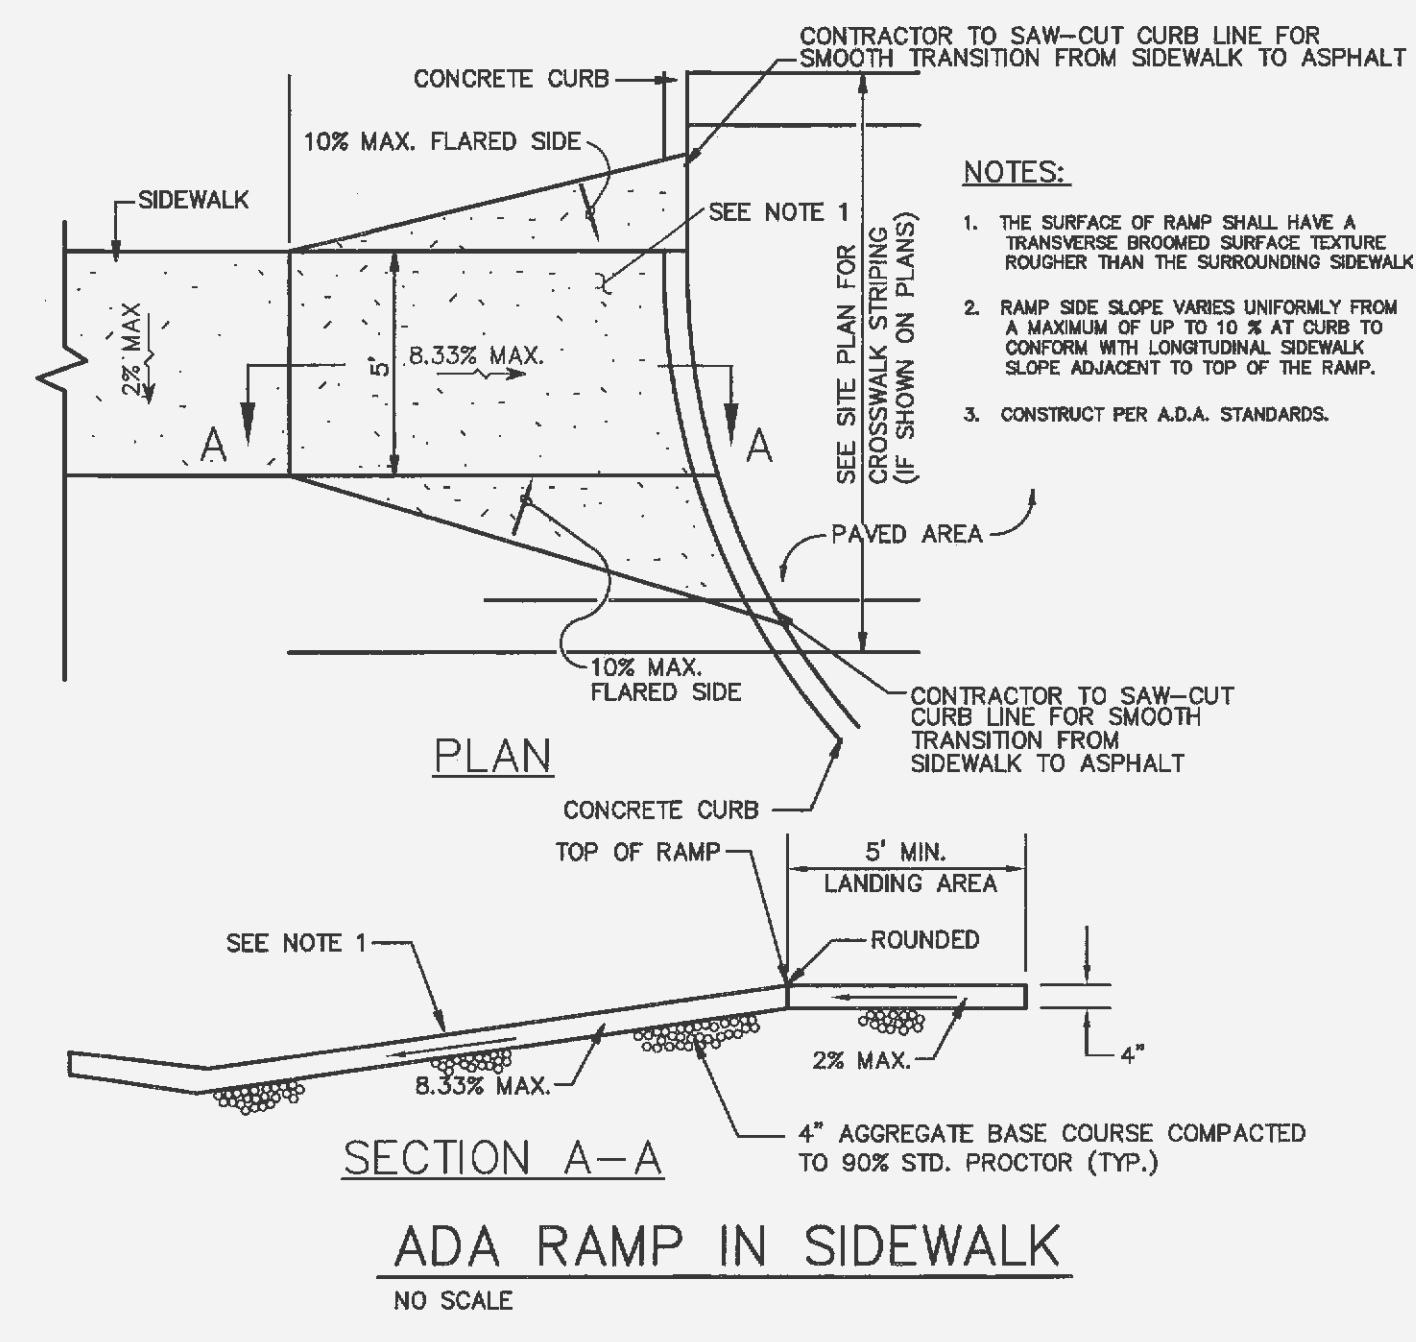 CONTRACTOR TO SAW-CUT CURB LINE FOR
SMOOTH TRANSITION FROM SIDEWALK TO ASPHALT
CONCRETE CURB
10% MAX. FLARED SIDE
SIDEWALK
SEE NOTE 1
2% MAX
5'
8.33% MAX.
A
A
SEE SITE PLAN FOR
CROSSWALK STRIPING
(IF SHOWN ON PLANS)
NOTES:
1. THE SURFACE OF RAMP SHALL HAVE A
TRANSVERSE BROOMED SURFACE TEXTURE
ROUGHER THAN THE SURROUNDING SIDEWALK
2. RAMP SIDE SLOPE VARIES UNIFORMLY FROM
A MAXIMUM OF UP TO 10 % AT CURB TO
CONFORM WITH LONGITUDINAL SIDEWALK
SLOPE ADJACENT TO TOP OF THE RAMP.
3. CONSTRUCT PER A.D.A. STANDARDS.
PAVED AREA
10% MAX.
FLARED SIDE
CONTRACTOR TO SAW-CUT
CURB LINE FOR SMOOTH
TRANSITION FROM
SIDEWALK TO ASPHALT
PLAN
CONCRETE CURB
TOP OF RAMP
5' MIN.
LANDING AREA
SEE NOTE 1
ROUNDED
2% MAX.
4"
8.33% MAX.
4" AGGREGATE BASE COURSE COMPACTED
TO 90% STD. PROCTOR (TYP.)
SECTION A-A
ADA RAMP IN SIDEWALK
NO SCALE